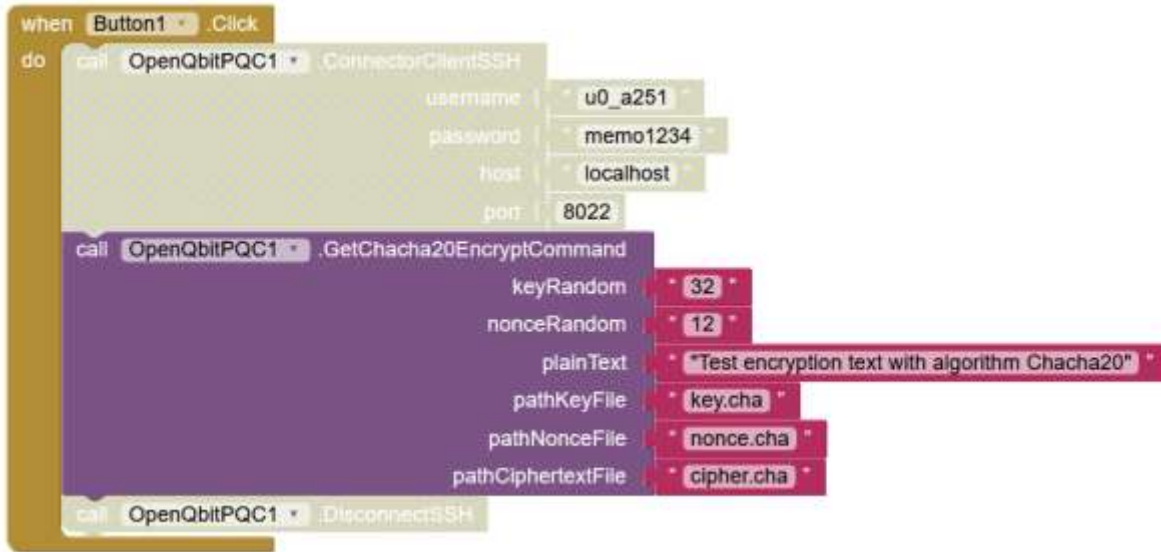 when Button1 .Click
do call OpenQbitPQC1 .ConnectorClientSSH
username " u0_a251 "
password " memo1234 "
host " localhost "
port 8022
call OpenQbitPQC1 .GetChacha20EncryptCommand
keyRandom " 32 "
nonceRandom " 12 "
plainText " "Test encryption text with algorithm Chacha20" "
pathKeyFile " key.cha "
pathNonceFile " nonce.cha "
pathCiphertextFile " cipher.cha "
call OpenQbitPQC1 .DisconnectSSH